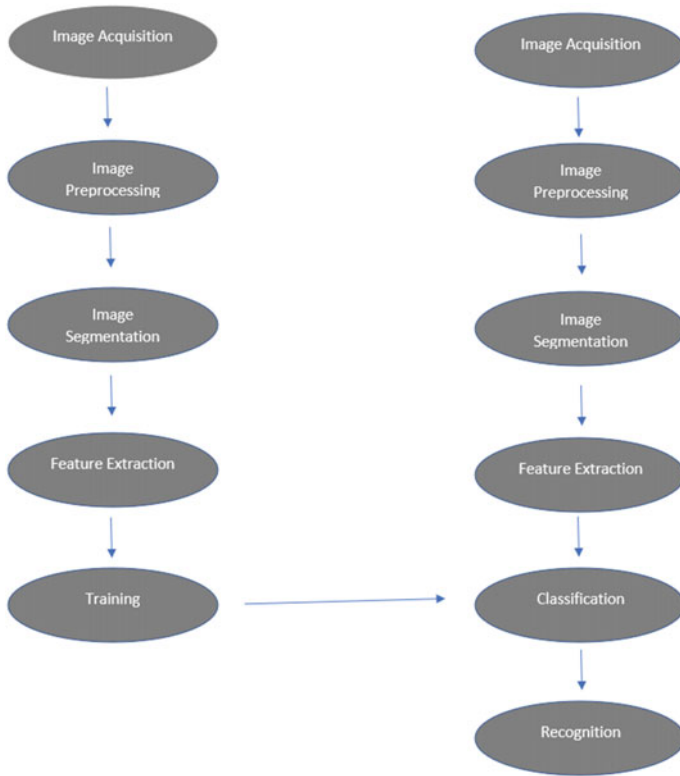 Image Acquisition
Image
Preprocessing
Image
Segmentation
Feature Extraction
Training
Image Acquisition
Image
Preprocessing
Image
Segmentation
Feature Extraction
Classification
Recognition